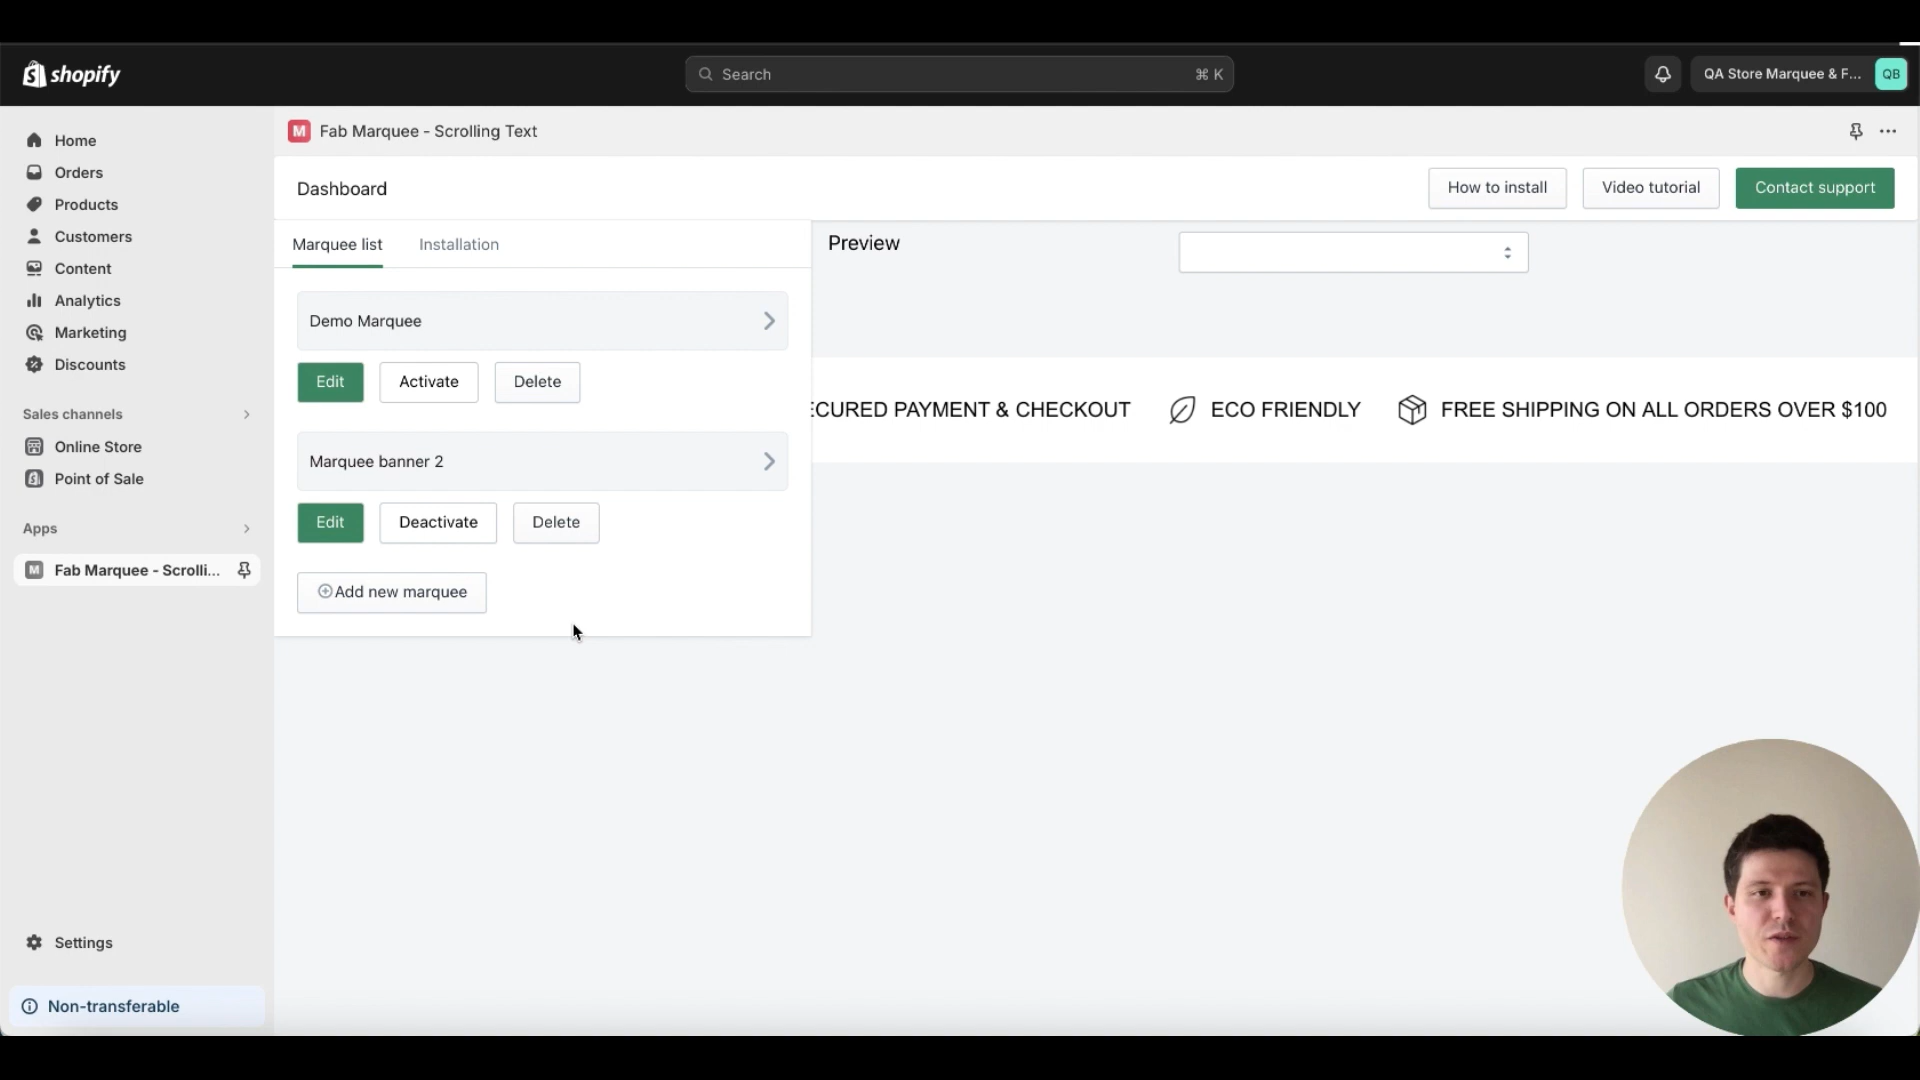 shopify
Search
⌘ K
QA Store Marquee & F...
QB
Home
Orders
Products
Customers
Content
Analytics
Marketing
Discounts
Sales channels
Online Store
Point of Sale
Apps
M
Fab Marquee - Scrolli...
Settings
Non-transferable
M
Fab Marquee - Scrolling Text
Dashboard
How to install
Video tutorial
Contact support
Marquee list
Installation
Demo Marquee
Edit
Activate
Delete
Marquee banner 2
Edit
Deactivate
Delete
Add new marquee
Preview
ECURED PAYMENT & CHECKOUT
ECO FRIENDLY
FREE SHIPPING ON ALL ORDERS OVER $100